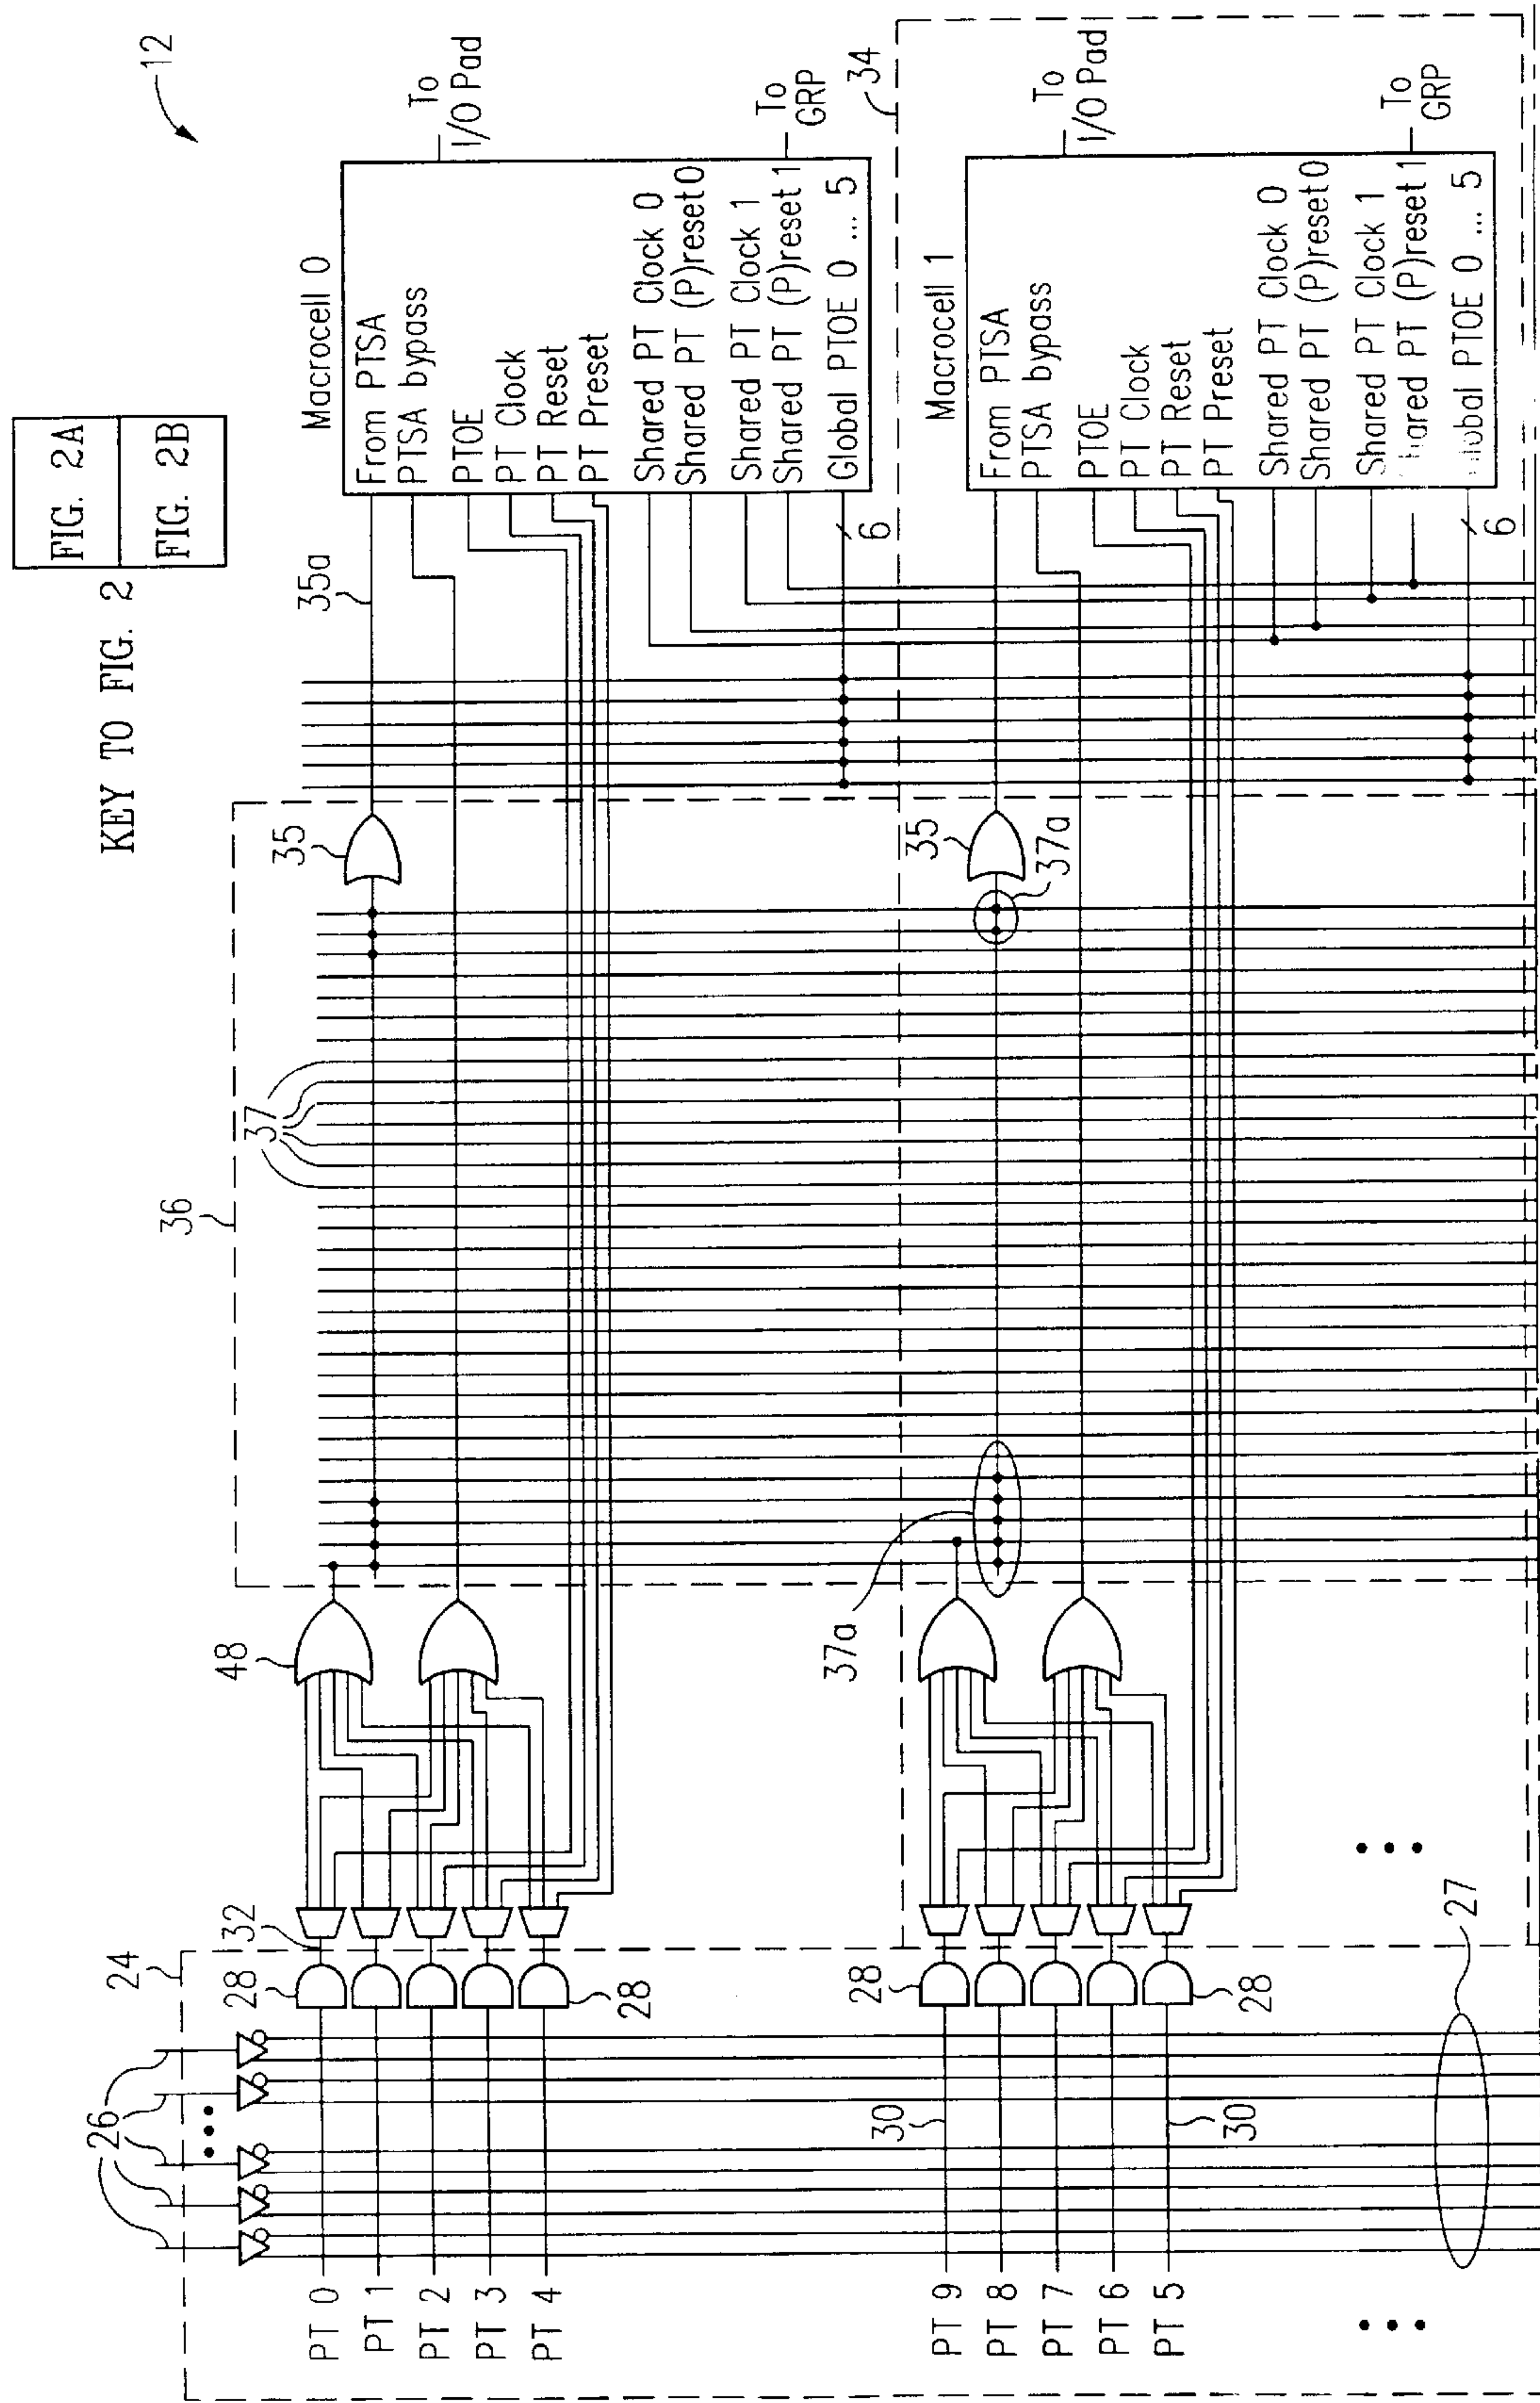 FIG. 2A
FIG. 2B
KEY TO FIG. 2
12
24
26
28
32
48
36
37
35
35a
PT 0
PT 1
PT 2
PT 3
PT 4
28
Macrocell 0
From PTSA
PTSA bypass
PTOE
PT Clock
PT Reset
PT Preset
Shared PT Clock 0
Shared PT (P)reset 0
Shared PT Clock 1
Shared PT (P)reset 1
Global PTOE 0 ... 5
6
To
I/O Pad
To
GRP
34
PT 9
PT 8
PT 7
PT 6
PT 5
30
30
28
28
27
37a
35
37a
Macrocell 1
From PTSA
PTSA bypass
PTOE
PT Clock
PT Reset
PT Preset
Shared PT Clock 0
Shared PT (P)reset 0
Shared PT Clock 1
PT (P)reset 1
PTOE 0 ... 5
6
To
I/O Pad
To
GRP